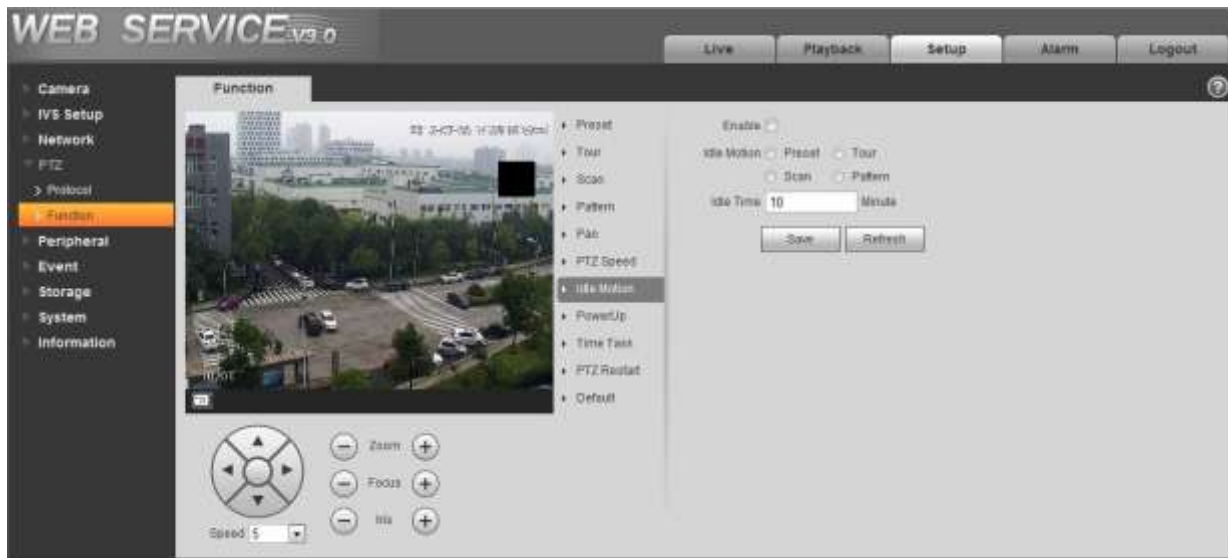 WEB SERVICE V3.0
Live
Playback
Setup
Alarm
Logout
Camera
IVS Setup
Network
PTZ
Protocol
Function
Peripheral
Event
Storage
System
Information
Function
Preset
Tour
Scan
Pattern
Pan
PTZ Speed
Idle Motion
PowerUp
Time Task
PTZ Restart
Default
Enable
Idle Motion Preset Tour
Scan Pattern
Idle Time 10 Minute
Save Refresh
Zoom
Focus
Iris
Speed 5